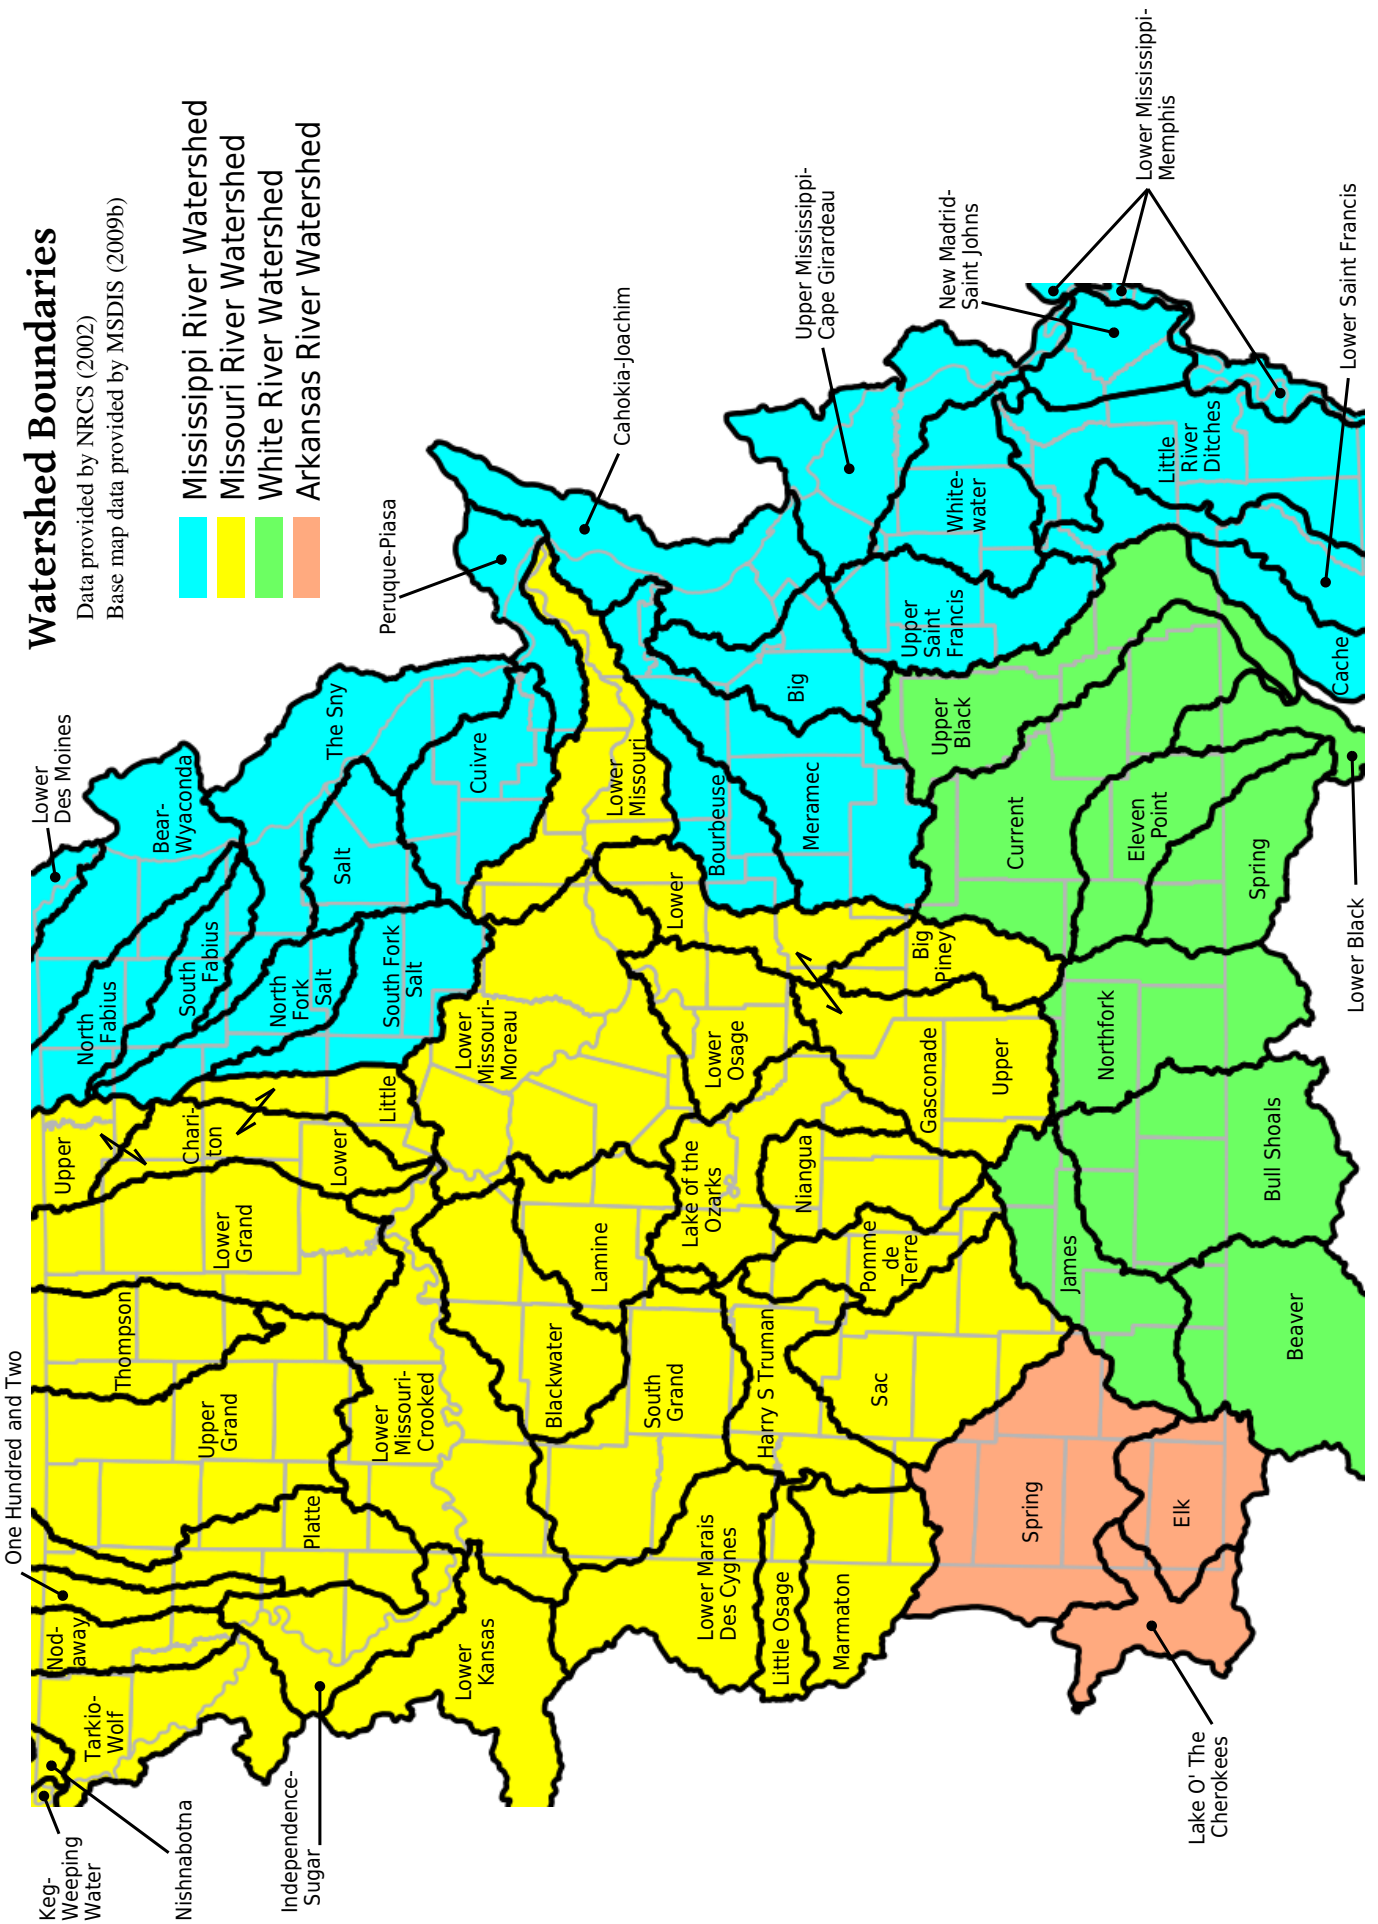 Watershed Boundaries
Data provided by NRCS (2002)
Base map data provided by MSDIS (2009b)
Mississippi River Watershed
Missouri River Watershed
White River Watershed
Arkansas River Watershed
Keg-
Weeping
Water
Nishnabotna
Independence-
Sugar
One Hundred and Two
Tarkio-
Wolf
Nod-
away
Platte
Upper
Grand
Thompson
Lower
Grand
Upper
Chari-
ton
Lower
Little
North
Fabius
South
Fabius
North
Fork
Salt
South Fork
Salt
Lower
Des Moines
Bear-
Wyaconda
The Sny
Salt
Cuivre
Peruque-Piasa
Cahokia-Joachim
Lower
Kansas
Lower
Missouri-
Crooked
Lower
Missouri-
Moreau
Lower
Missouri
Blackwater
Lamine
South
Grand
Lower Marais
Des Cygnes
Little Osage
Marmaton
Harry S Truman
Sac
Pomme
de
Terre
Niangua
Lake of the
Ozarks
Lower
Osage
Lower
Gasconade
Upper
Big
Piney
Bourbeuse
Meramec
Big
Upper
Saint
Francis
White-
water
Upper Mississippi-
Cape Girardeau
New Madrid-
Saint Johns
Lower Mississippi-
Memphis
Little
River
Ditches
Lower Saint Francis
Cache
Upper
Black
Current
Eleven
Point
Spring
Lower Black
Northfork
Bull Shoals
James
Beaver
Spring
Elk
Lake O' The
Cherokees